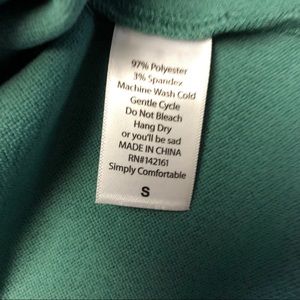 97% Polyester
3% Spandex
Machine Wash Cold
Gentle Cycle
Do Not Bleach
Hang Dry
or you'll be sad
MADE IN CHINA
RN#142161
Simply Comfortable
S